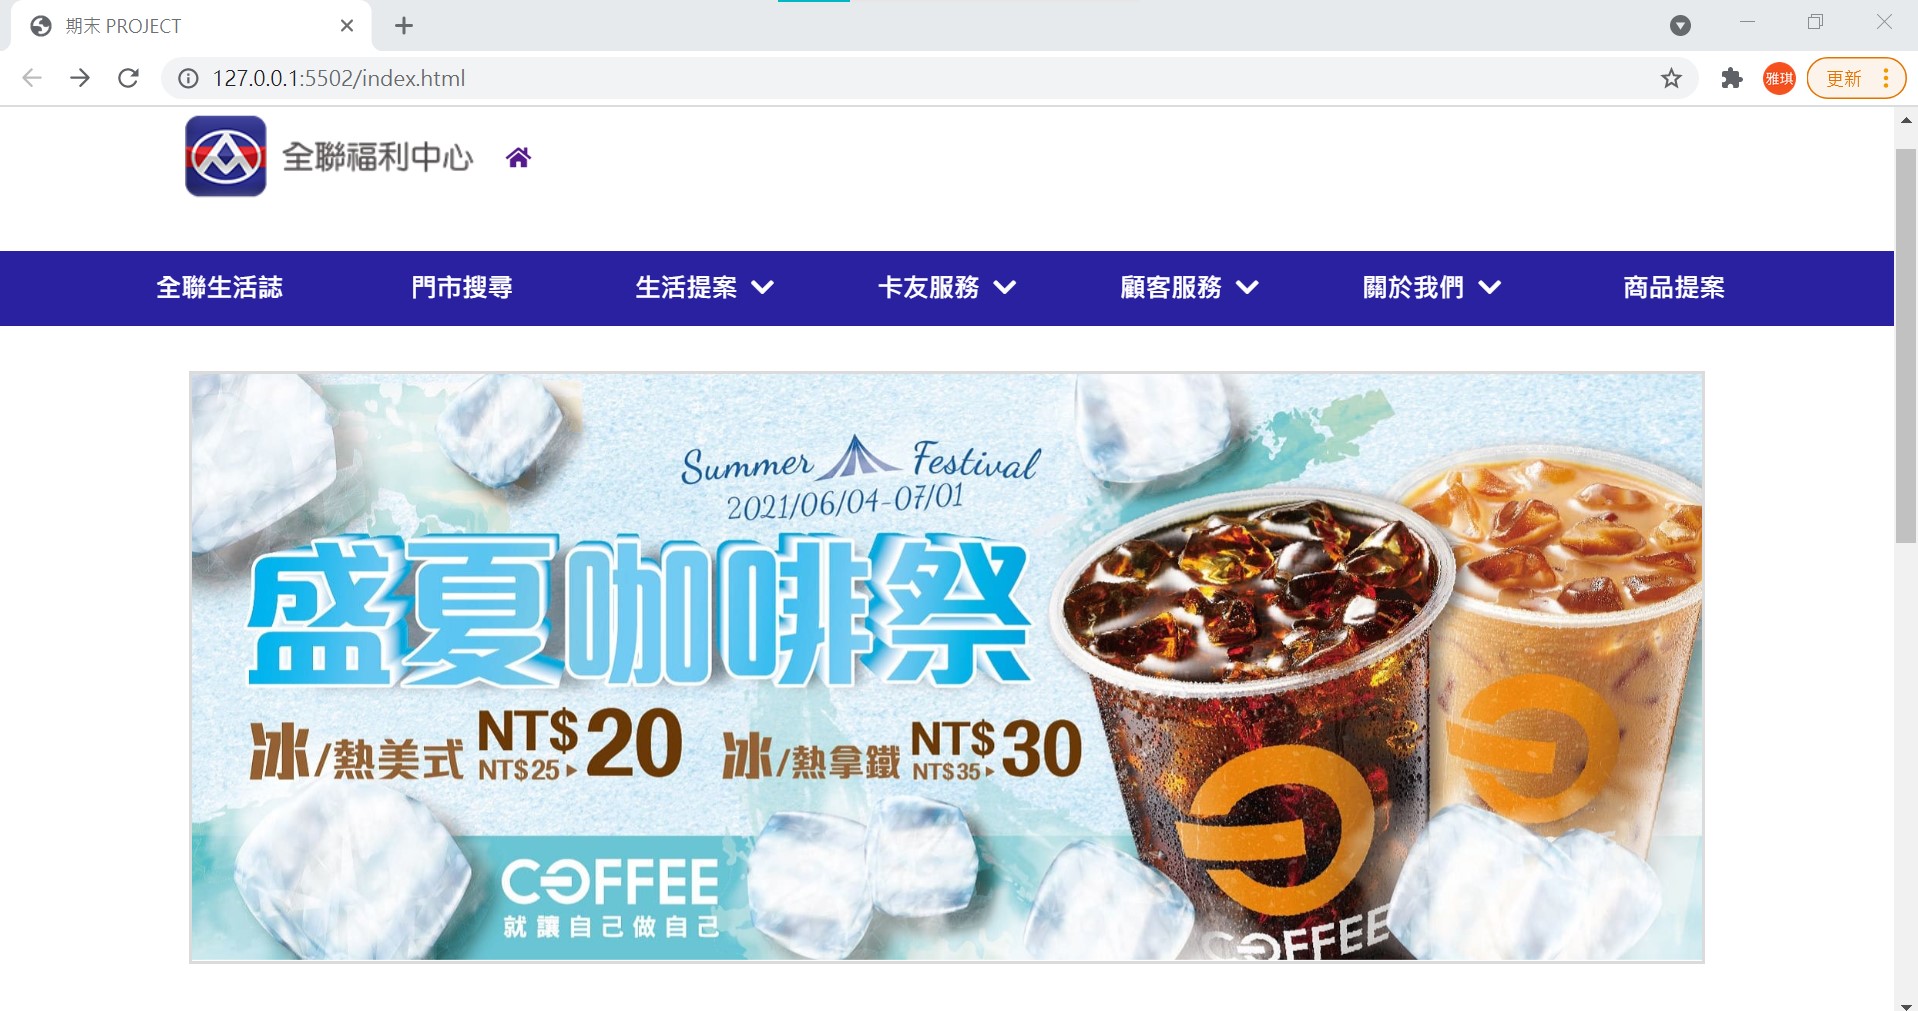 期末 PROJECT
127.0.0.1:5502/index.html
雅琪
更新
全聯福利中心
全聯生活誌
門市搜尋
生活提案
卡友服務
顧客服務
關於我們
商品提案
Summer Festival
2021/06/04-07/01
盛夏咖啡祭
冰/熱美式 NT$25 NT$20
冰/熱拿鐵 NT$35 NT$30
COFFEE
就讓自己做自己
COFFEE